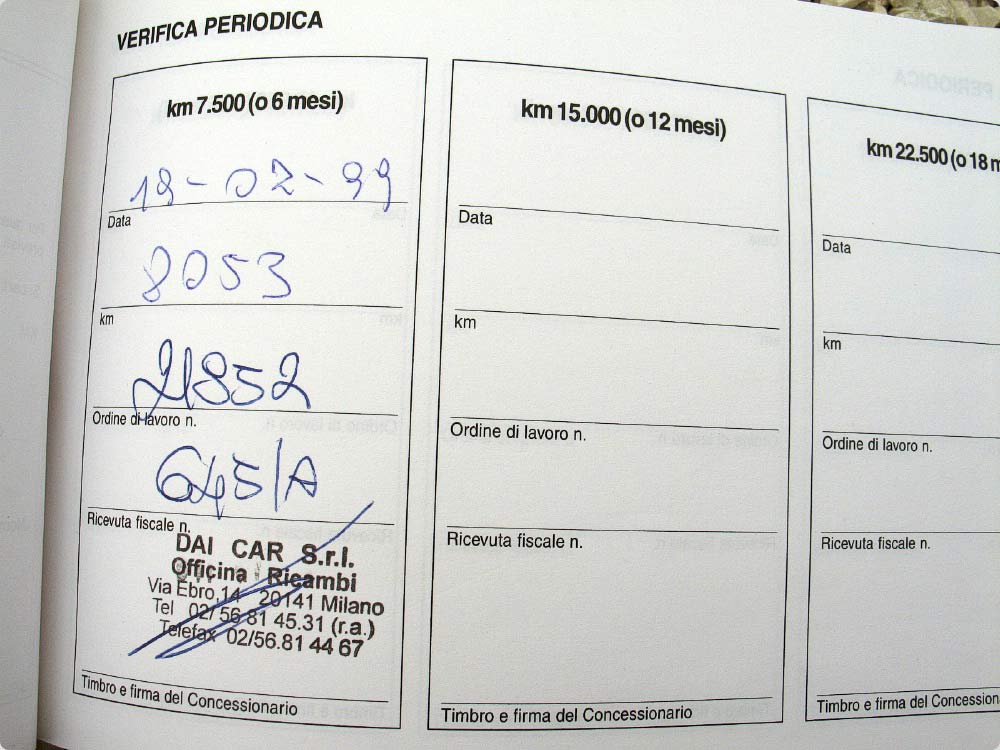 VERIFICA PERIODICA
km 7.500 (o 6 mesi)
19-02-99
Data
8053
km
21852
Ordine di lavoro n.
645/A
Ricevuta fiscale n.
DAI CAR S.r.l.
Officina Ricambi
Via Ebro,14 20141 Milano
Tel 02/56 81 45.31 (r.a.)
Telefax 02/56.81 44 67
Timbro e firma del Concessionario
km 15.000 (o 12 mesi)
Data
km
Ordine di lavoro n.
Ricevuta fiscale n.
Timbro e firma del Concessionario
km 22.500 (o 18 m
Data
km
Ordine di lavoro n.
Ricevuta fiscale n.
Timbro e firma del Concess